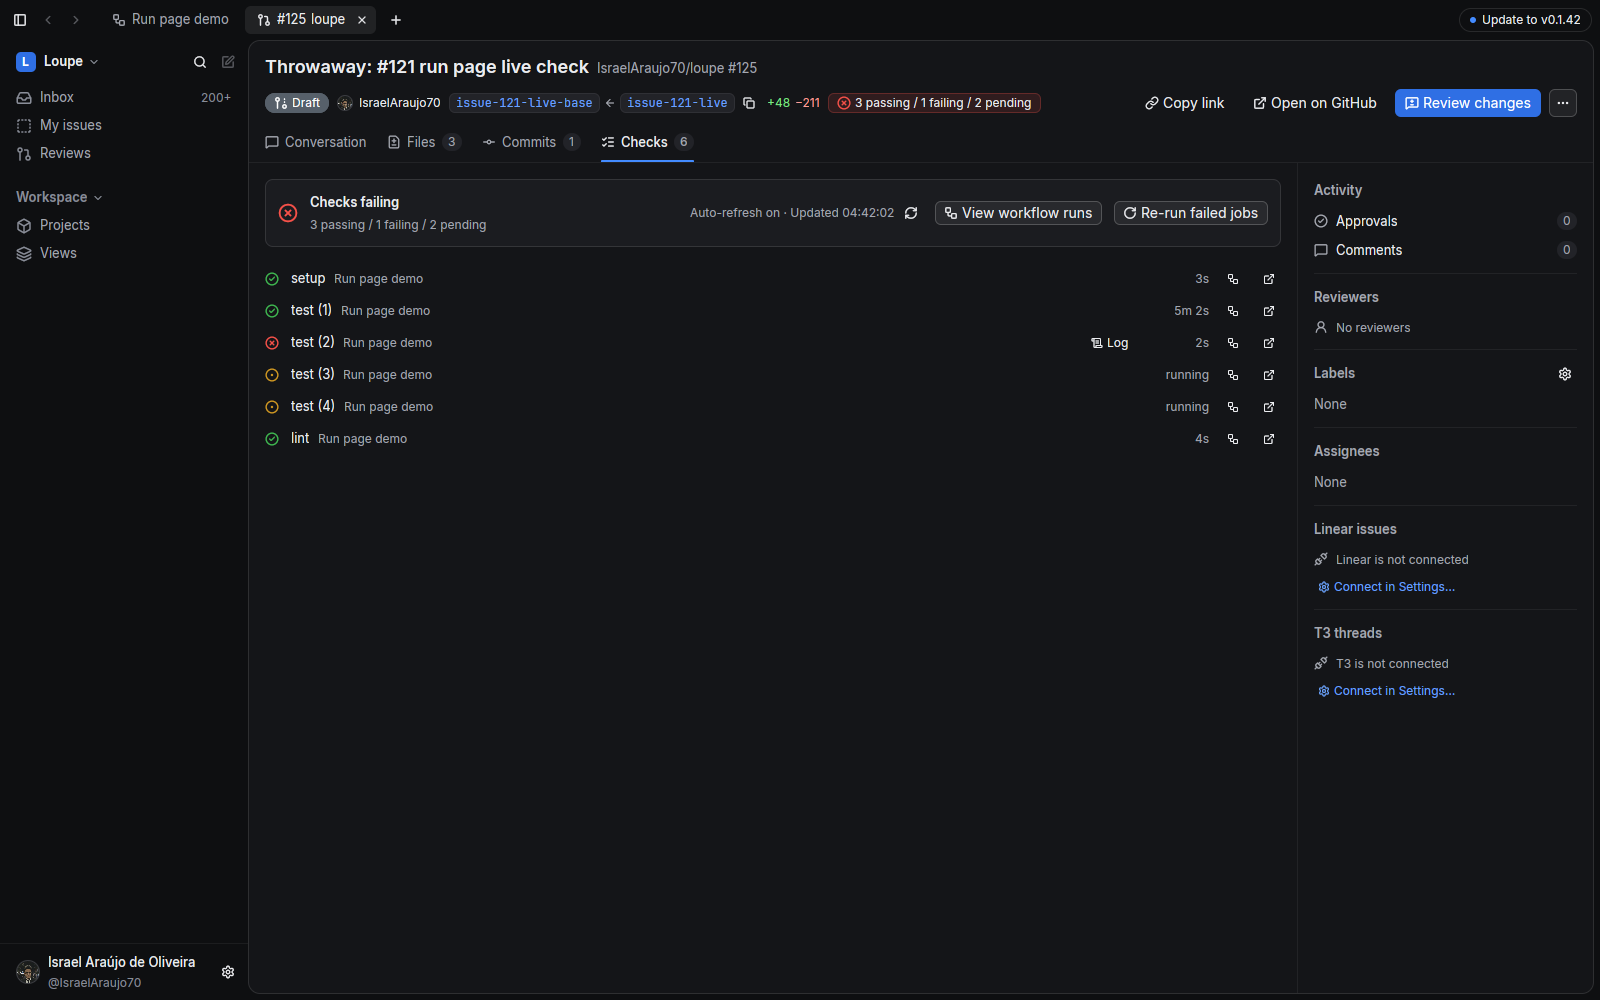 Run page demo
#125 loupe
Update to v0.1.42
L Loupe
Inbox 200+
My issues
Reviews
Workspace
Projects
Views
Israel Araújo de Oliveira
@IsraelAraujo70
Throwaway: #121 run page live check IsraelAraujo70/loupe #125
Draft IsraelAraujo70 issue-121-live-base ← issue-121-live +48 −211 3 passing / 1 failing / 2 pending
Copy link Open on GitHub Review changes
Conversation Files 3 Commits 1 Checks 6
Checks failing
3 passing / 1 failing / 2 pending
Auto-refresh on · Updated 04:42:02 View workflow runs Re-run failed jobs
setup Run page demo 3s
test (1) Run page demo 5m 2s
test (2) Run page demo Log 2s
test (3) Run page demo running
test (4) Run page demo running
lint Run page demo 4s
Activity
Approvals 0
Comments 0
Reviewers
No reviewers
Labels
None
Assignees
None
Linear issues
Linear is not connected
Connect in Settings...
T3 threads
T3 is not connected
Connect in Settings...